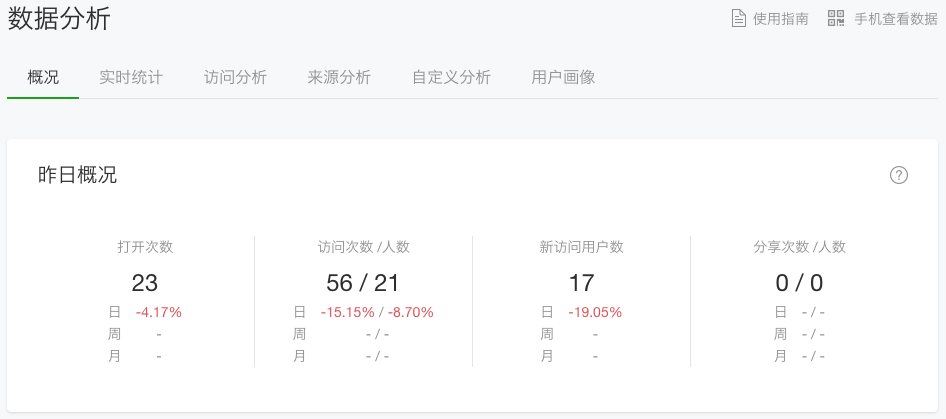 数据分析
使用指南 手机查看数据
概况 实时统计 访问分析 来源分析 自定义分析 用户画像
昨日概况 ?
打开次数 访问次数 /人数 新访问用户数 分享次数 /人数
23 56 / 21 17 0 / 0
日 -4.17% 日 -15.15% / -8.70% 日 -19.05% 日 - / -
周 - 周 - / - 周 - 周 - / -
月 - 月 - / - 月 - 月 - / -